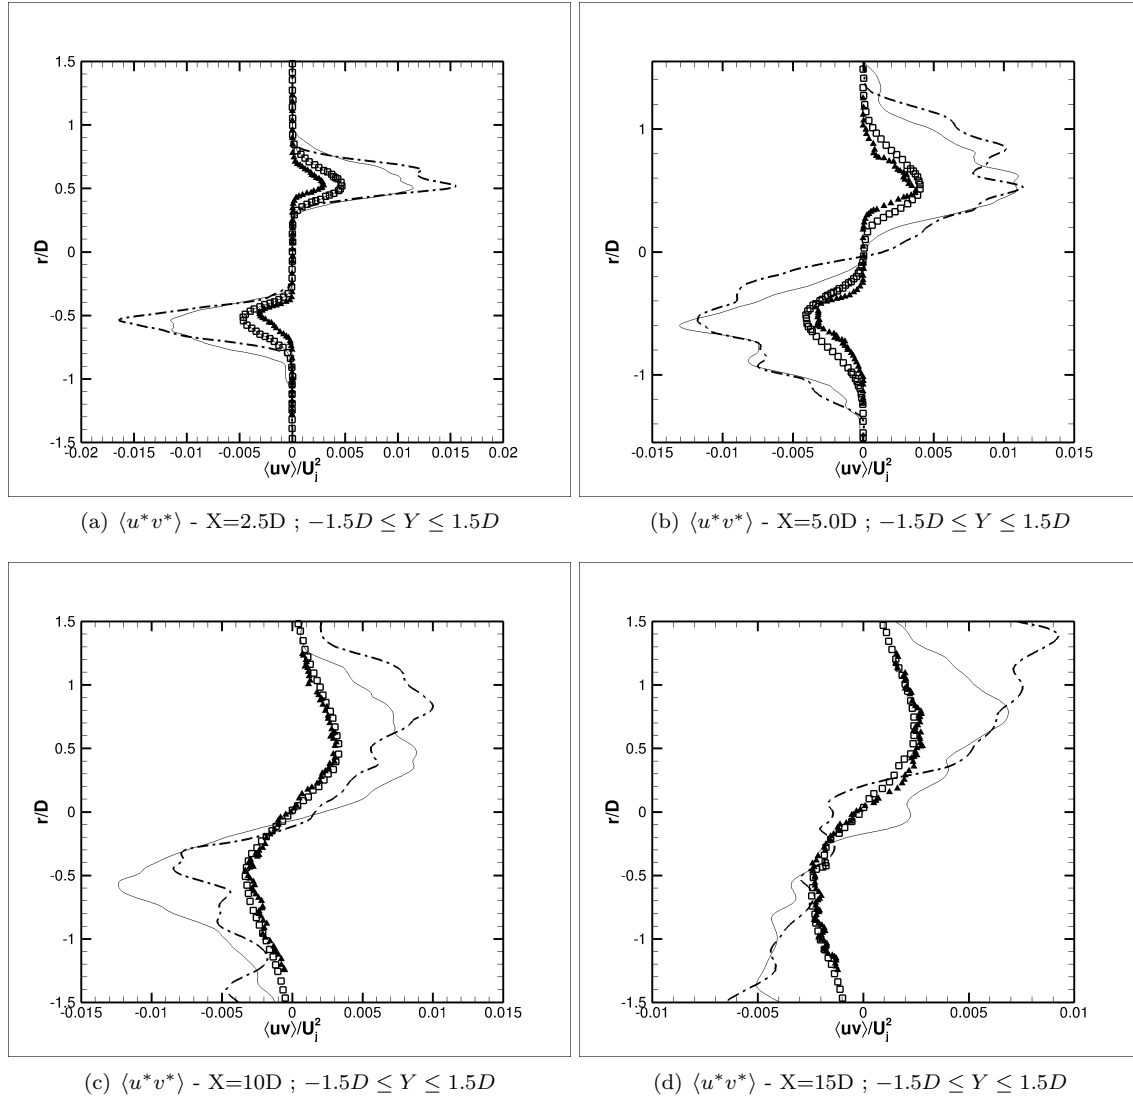 1.5
1
0.5
0
-0.5
-1
-1.5
r/D
-0.02 -0.015 -0.01 -0.005 0 0.005 0.01 0.015 0.02
⟨uv⟩/U_j^2
(a) ⟨u*v*⟩ - X=2.5D ; −1.5D ≤ Y ≤ 1.5D
1
0
-1
r/D
-0.015 -0.01 -0.005 0 0.005 0.01 0.015
⟨uv⟩/U_j^2
(b) ⟨u*v*⟩ - X=5.0D ; −1.5D ≤ Y ≤ 1.5D
1.5
1
0.5
0
-0.5
-1
-1.5
r/D
-0.015 -0.01 -0.005 0 0.005 0.01 0.015
⟨uv⟩/U_j^2
(c) ⟨u*v*⟩ - X=10D ; −1.5D ≤ Y ≤ 1.5D
1.5
1
0.5
0
-0.5
-1
-1.5
r/D
-0.01 -0.005 0 0.005 0.01
⟨uv⟩/U_j^2
(d) ⟨u*v*⟩ - X=15D ; −1.5D ≤ Y ≤ 1.5D